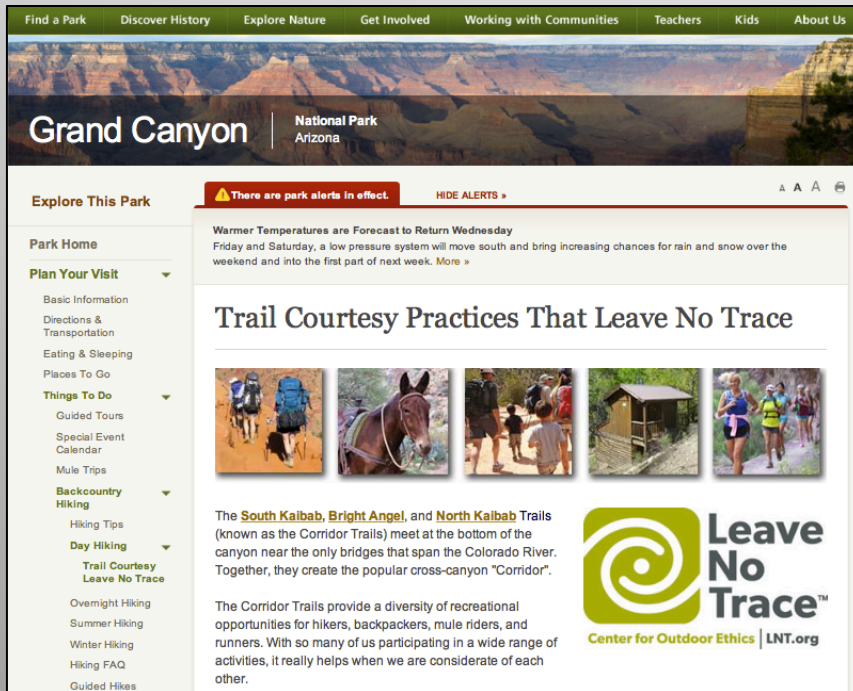 Find a Park Discover History Explore Nature Get Involved Working with Communities Teachers Kids About Us
Grand Canyon
National Park
Arizona
Explore This Park
There are park alerts in effect.
HIDE ALERTS »
A A A
Warmer Temperatures are Forecast to Return Wednesday
Friday and Saturday, a low pressure system will move south and bring increasing chances for rain and snow over the
weekend and into the first part of next week. More »
Park Home
Plan Your Visit
Basic Information
Directions &
Transportation
Eating & Sleeping
Places To Go
Things To Do
Guided Tours
Special Event
Calendar
Mule Trips
Backcountry
Hiking
Hiking Tips
Day Hiking
Trail Courtesy
Leave No Trace
Overnight Hiking
Summer Hiking
Winter Hiking
Hiking FAQ
Guided Hikes
Trail Courtesy Practices That Leave No Trace
The South Kaibab, Bright Angel, and North Kaibab Trails
(known as the Corridor Trails) meet at the bottom of the
canyon near the only bridges that span the Colorado River.
Together, they create the popular cross-canyon "Corridor".
The Corridor Trails provide a diversity of recreational
opportunities for hikers, backpackers, mule riders, and
runners. With so many of us participating in a wide range of
activities, it really helps when we are considerate of each
other.
Leave
No
Trace™
Center for Outdoor Ethics | LNT.org